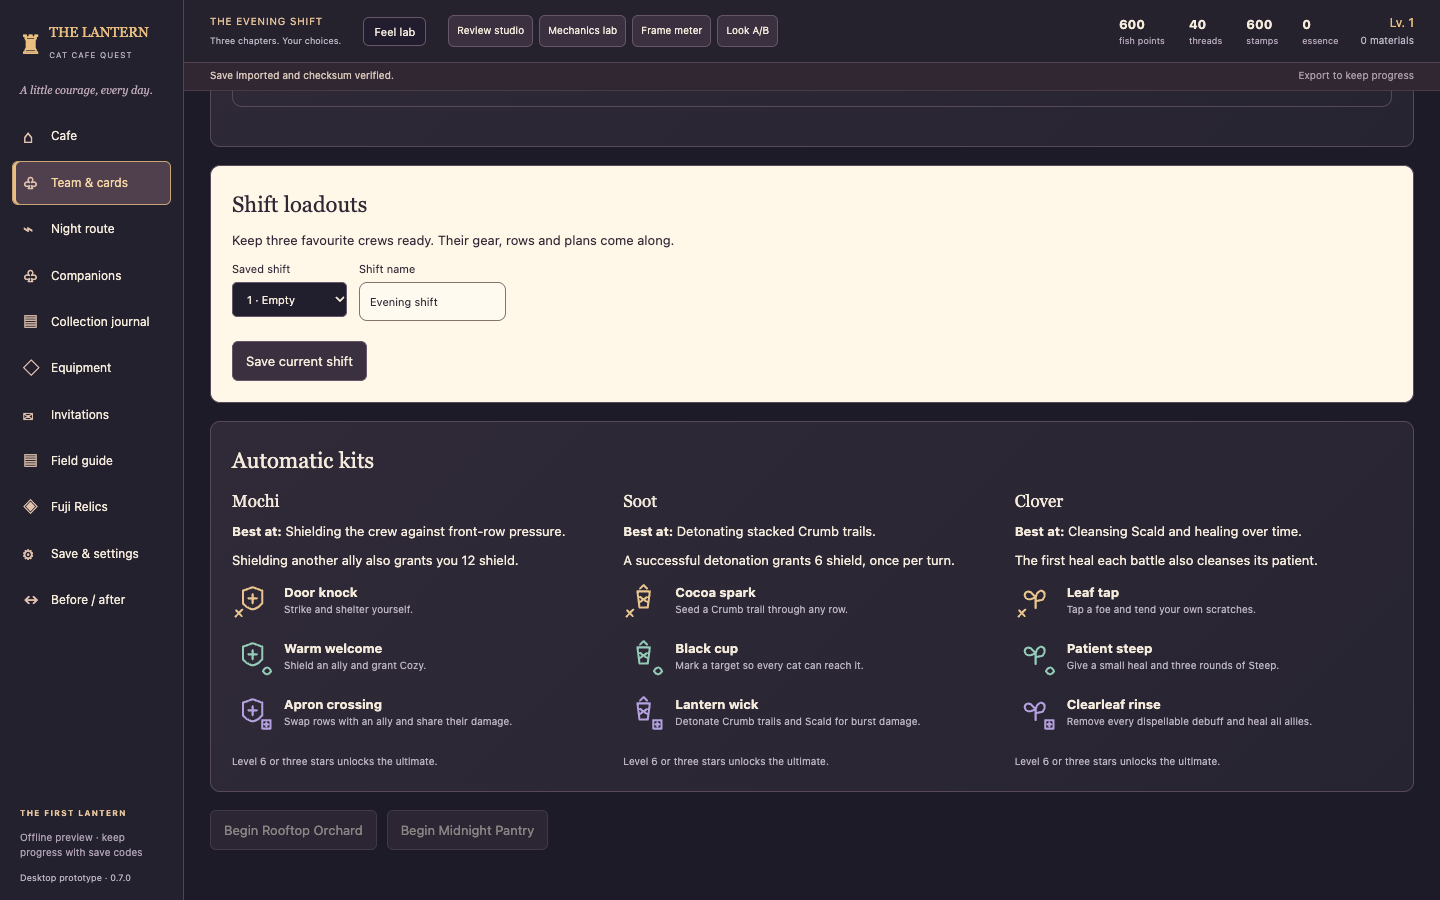 THE LANTERN
CAT CAFE QUEST
A little courage, every day.
Cafe
Team & cards
Night route
Companions
Collection journal
Equipment
Invitations
Field guide
Fuji Relics
Save & settings
Before / after
THE FIRST LANTERN
Offline preview · keep
progress with save codes
Desktop prototype · 0.7.0
THE EVENING SHIFT
Three chapters. Your choices.
Feel lab
Review studio
Mechanics lab
Frame meter
Look A/B
600
fish points
40
threads
600
stamps
0
essence
Lv. 1
0 materials
Save imported and checksum verified.
Export to keep progress
Shift loadouts
Keep three favourite crews ready. Their gear, rows and plans come along.
Saved shift
Shift name
1 · Empty
Evening shift
Save current shift
Automatic kits
Mochi
Best at: Shielding the crew against front-row pressure.
Shielding another ally also grants you 12 shield.
Door knock
Strike and shelter yourself.
Warm welcome
Shield an ally and grant Cozy.
Apron crossing
Swap rows with an ally and share their damage.
Level 6 or three stars unlocks the ultimate.
Soot
Best at: Detonating stacked Crumb trails.
A successful detonation grants 6 shield, once per turn.
Cocoa spark
Seed a Crumb trail through any row.
Black cup
Mark a target so every cat can reach it.
Lantern wick
Detonate Crumb trails and Scald for burst damage.
Level 6 or three stars unlocks the ultimate.
Clover
Best at: Cleansing Scald and healing over time.
The first heal each battle also cleanses its patient.
Leaf tap
Tap a foe and tend your own scratches.
Patient steep
Give a small heal and three rounds of Steep.
Clearleaf rinse
Remove every dispellable debuff and heal all allies.
Level 6 or three stars unlocks the ultimate.
Begin Rooftop Orchard
Begin Midnight Pantry